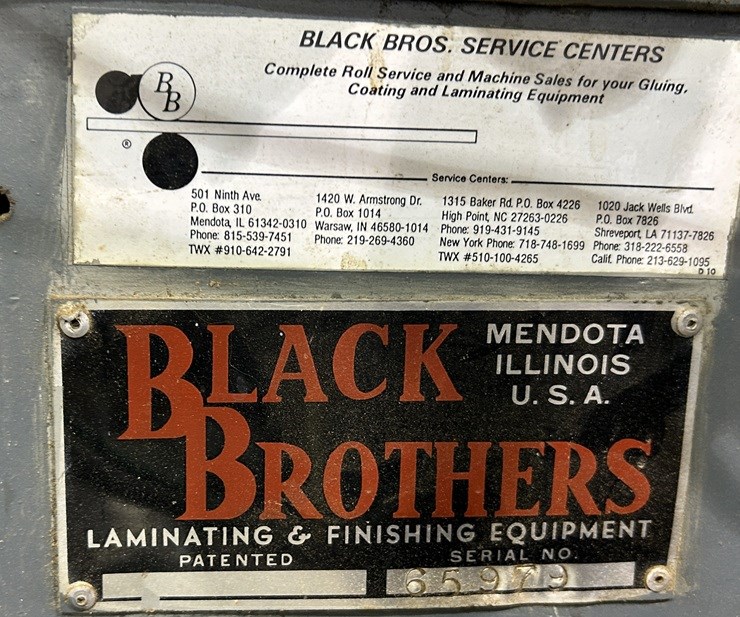 BLACK BROS. SERVICE CENTERS
Complete Roll Service and Machine Sales for your Gluing,
Coating and Laminating Equipment
BB
®
Service Centers:
501 Ninth Ave.
P.O. Box 310
Mendota, IL 61342-0310
Phone: 815-539-7451
TWX #910-642-2791
1420 W. Armstrong Dr.
P.O. Box 1014
Warsaw, IN 46580-1014
Phone: 219-269-4360
1315 Baker Rd. P.O. Box 4226
High Point, NC 27263-0226
Phone: 919-431-9145
New York Phone: 718-748-1699
TWX #510-100-4265
1020 Jack Wells Blvd.
P.O. Box 7826
Shreveport, LA 71137-7826
Phone: 318-222-6558
Calif. Phone: 213-629-1095
D 10
BLACK
BROTHERS
MENDOTA
ILLINOIS
U. S. A.
LAMINATING & FINISHING EQUIPMENT
PATENTED
SERIAL NO.
65979